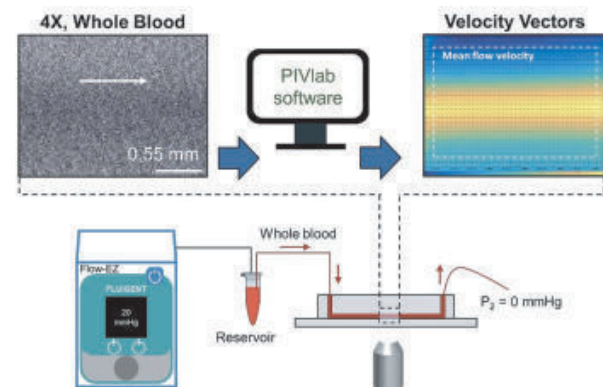 4X, Whole Blood
Velocity Vectors
PIVlab
software
Mean flow velocity
0.55 mm
Whole blood
Flow-EZ
FLUIGENT
20
mmHg
Reservoir
P₂ = 0 mmHg